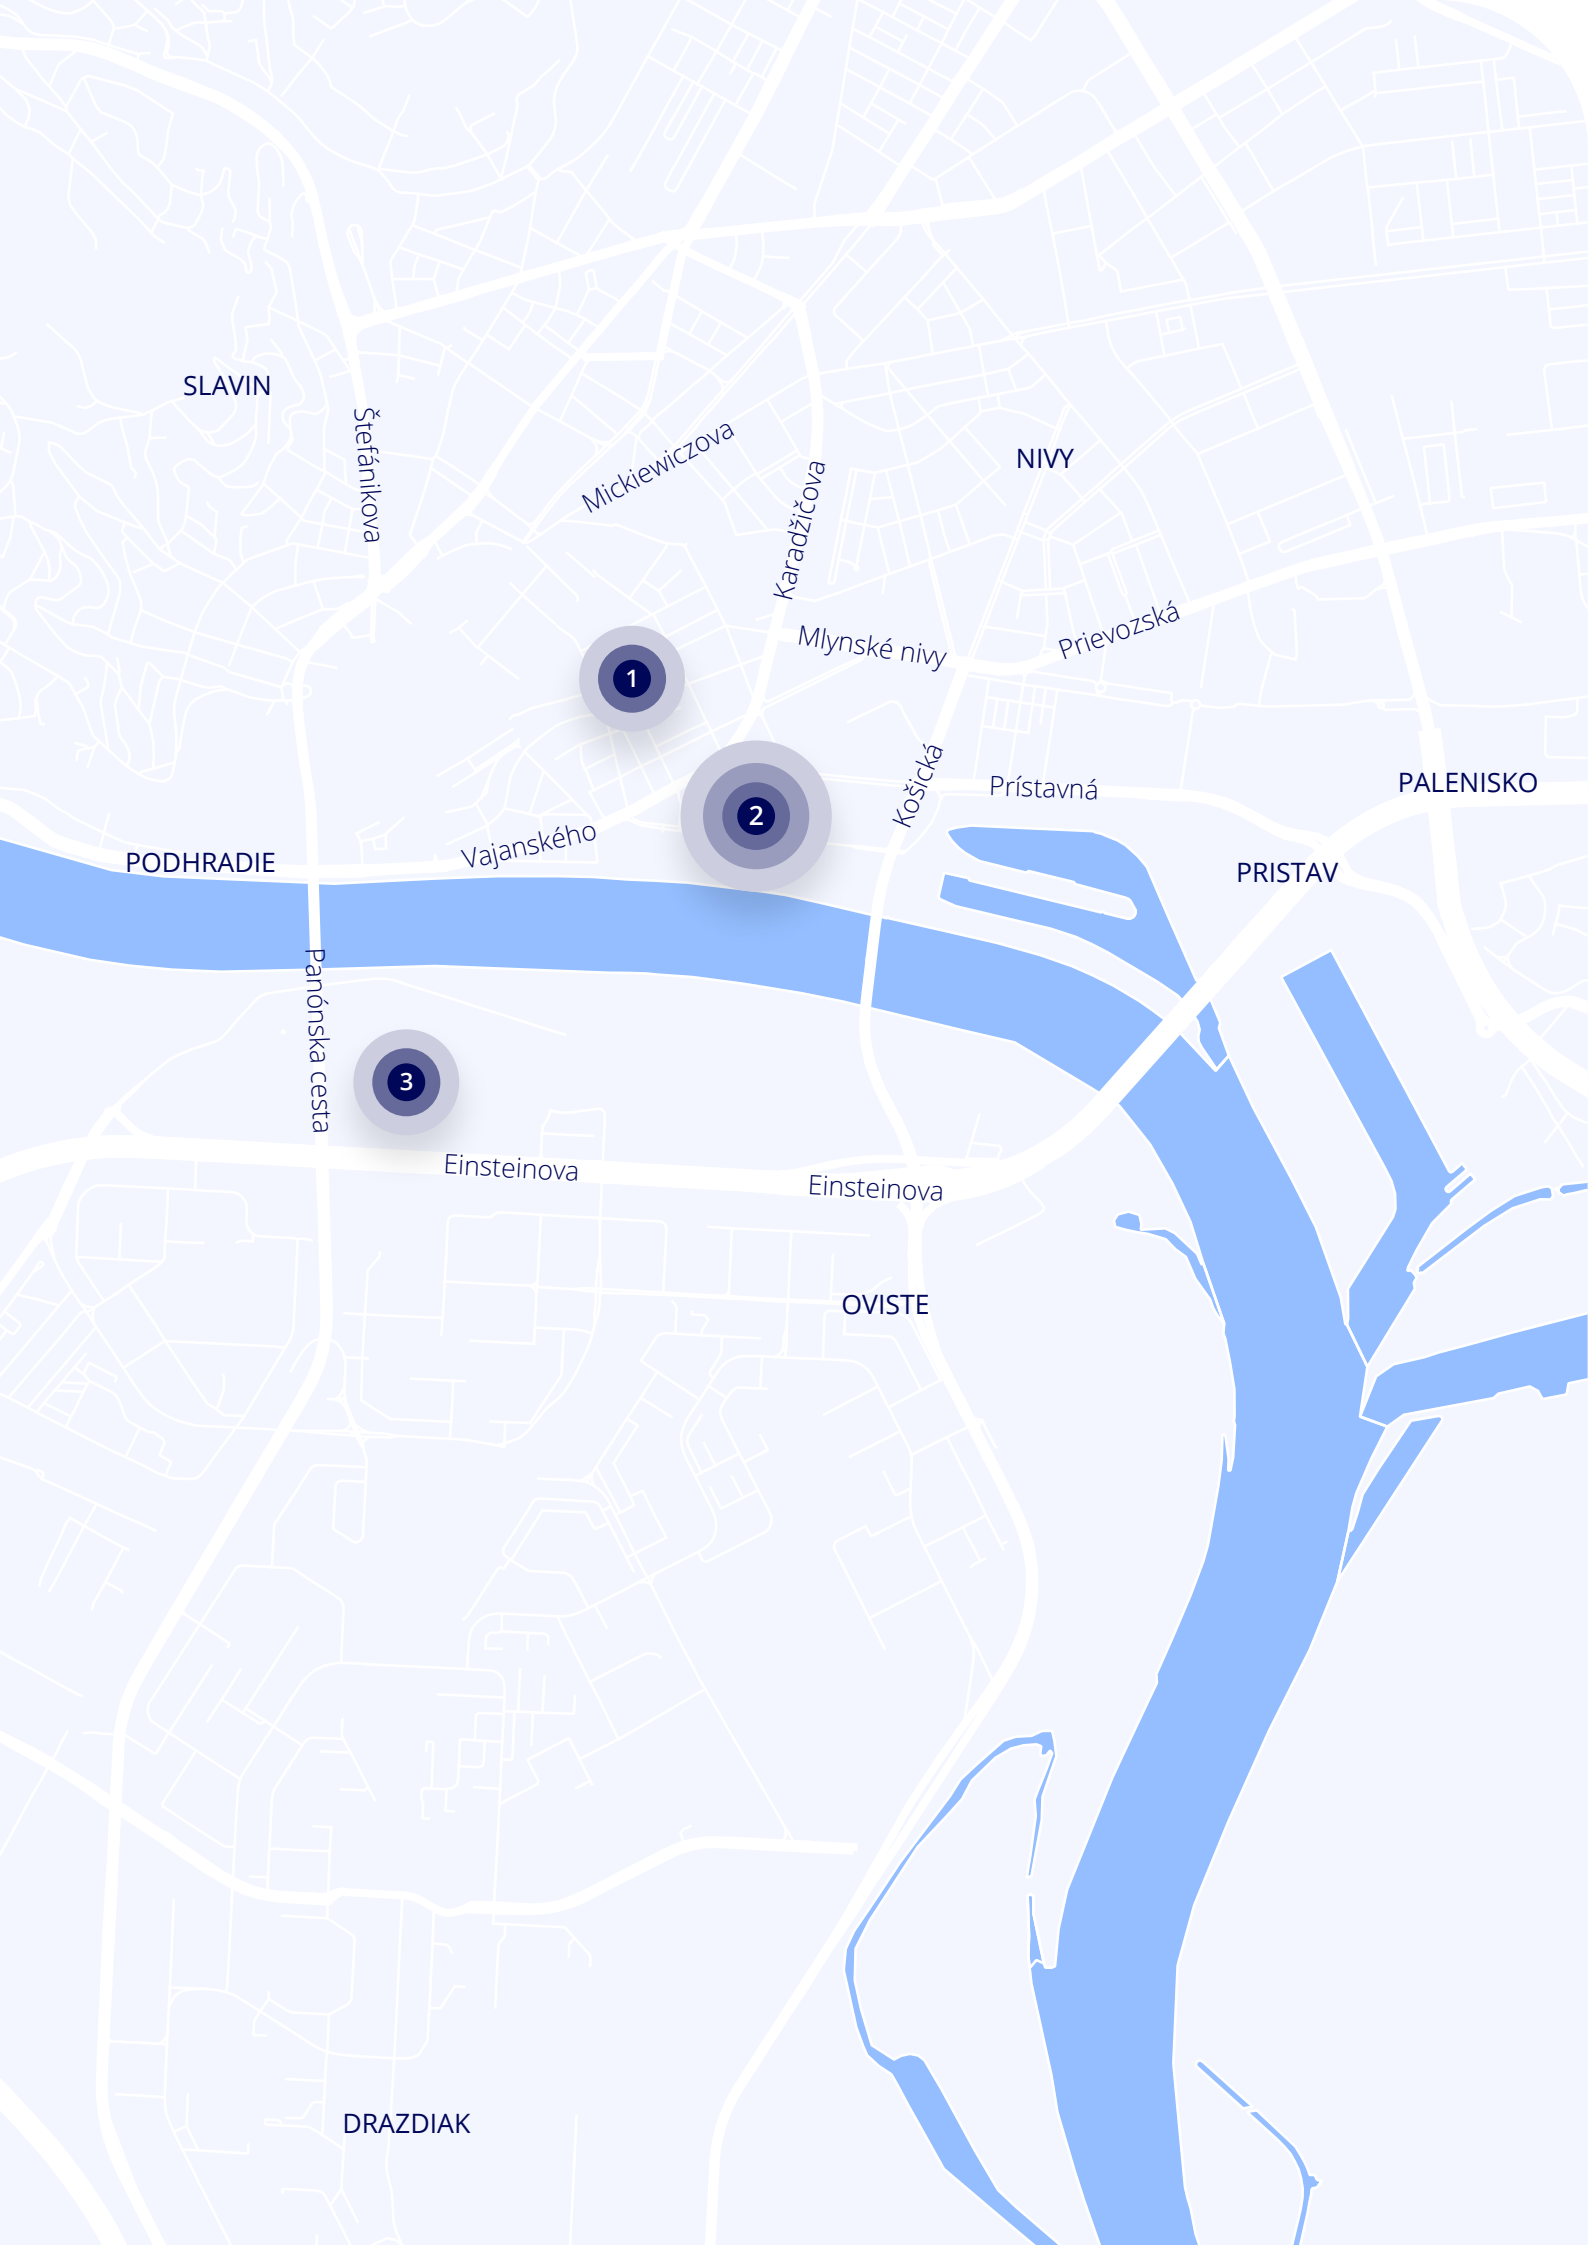 SLAVIN
Štefánikova
Mickiewiczova
NIVY
Karadžičova
Mlynské nivy
Prievozská
1
Košická
Prístavná
PALENISKO
2
Vajanského
PODHRADIE
PRISTAV
Panónska cesta
3
Einsteinova
Einsteinova
OVISTE
DRAZDIAK